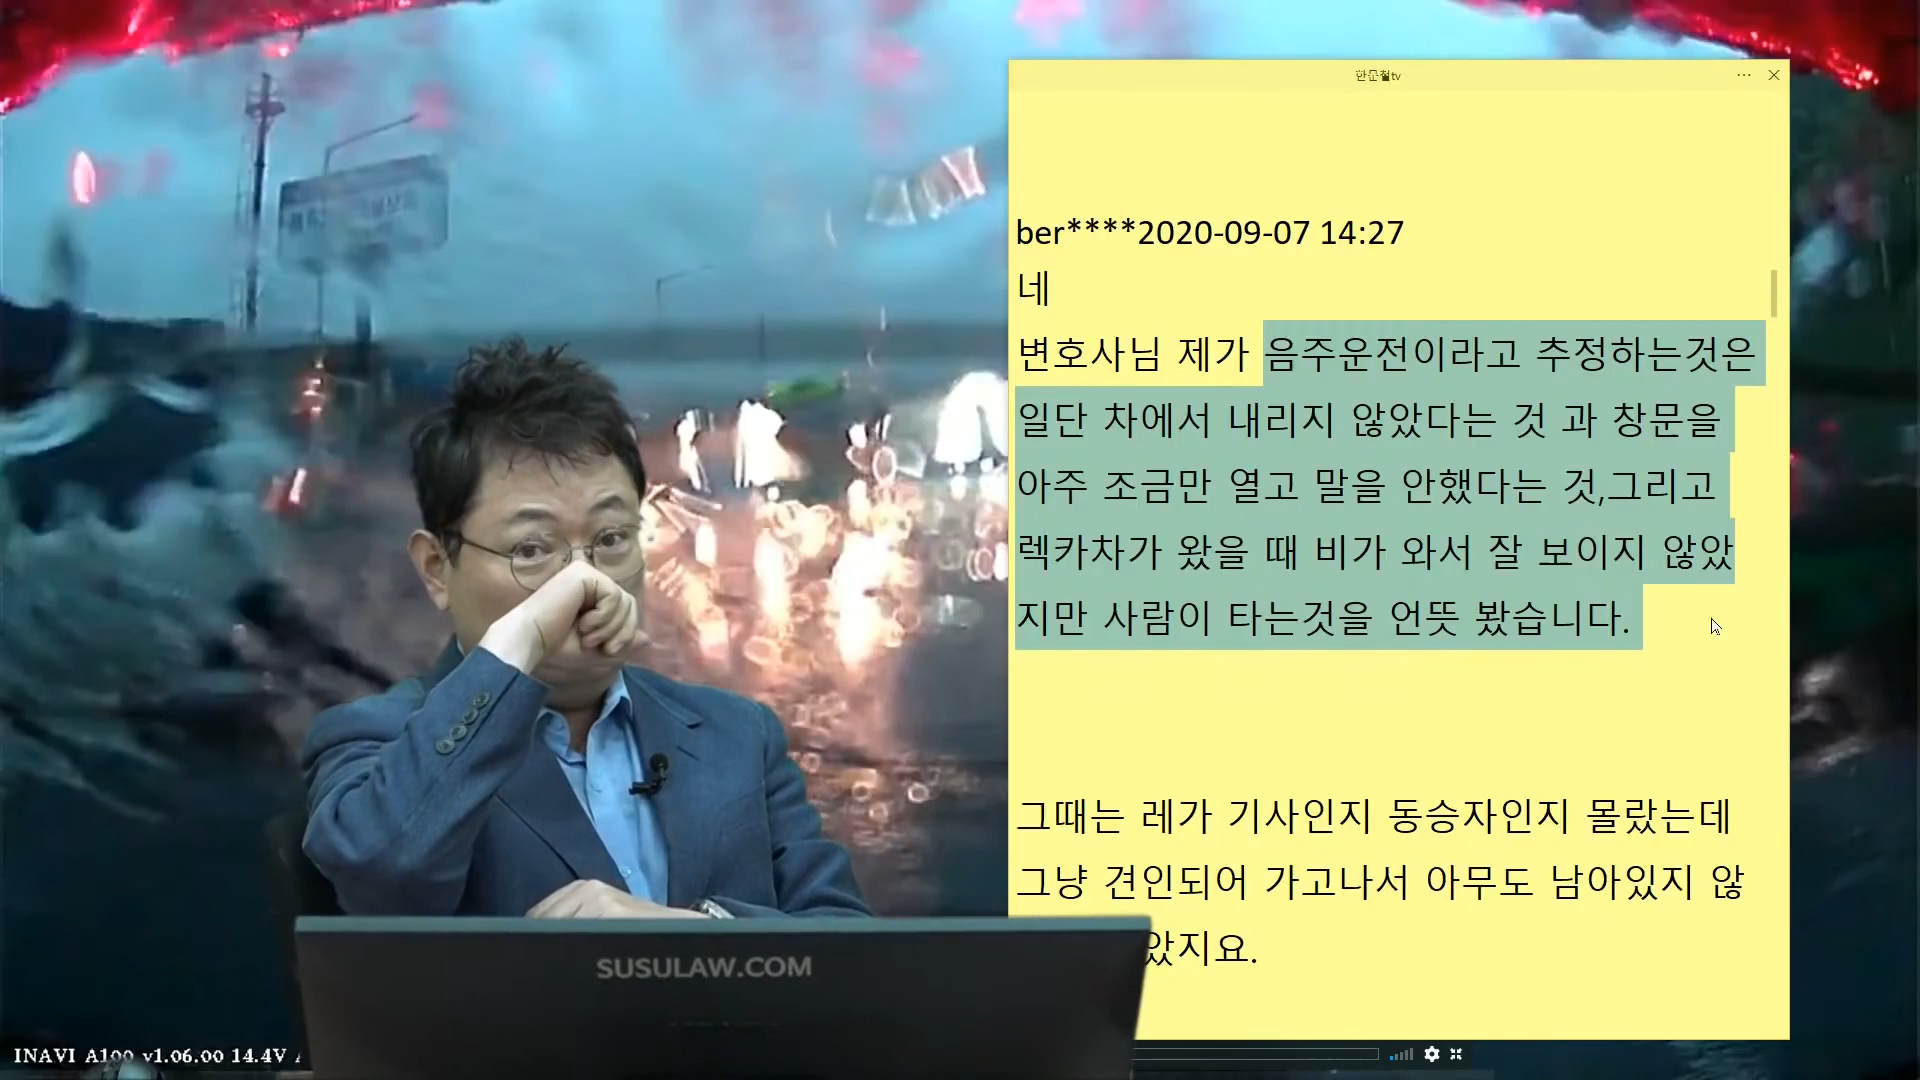 한문철tv
ber****2020-09-07 14:27
네
변호사님 제가 음주운전이라고 추정하는것은
일단 차에서 내리지 않았다는 것 과 창문을
아주 조금만 열고 말을 안했다는 것,그리고
렉카차가 왔을 때 비가 와서 잘 보이지 않았
지만 사람이 타는것을 언뜻 봤습니다.
그때는 레가 기사인지 동승자인지 몰랐는데
그냥 견인되어 가고나서 아무도 남아있지 않
았지요.
SUSULAW.COM
INAVI A100 v1.06.00 14.4V